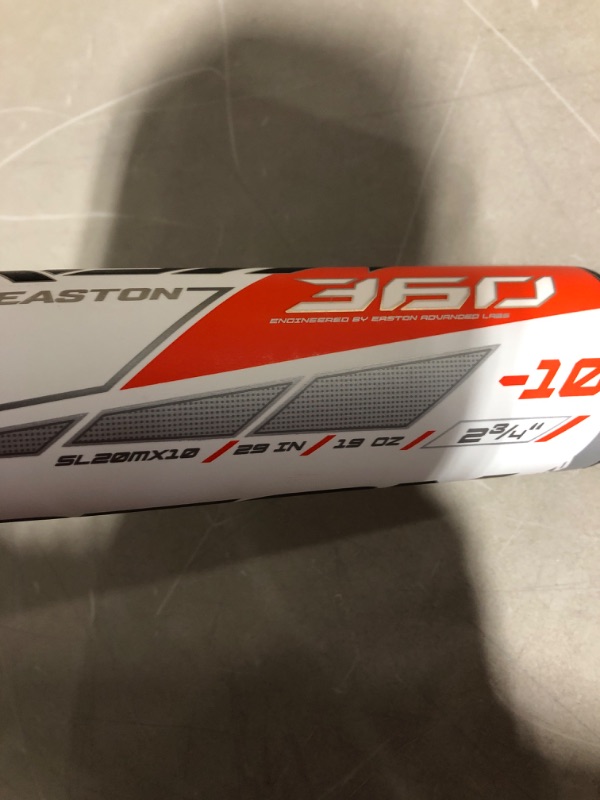 EASTON
360
ENGINEERED BY EASTON ADVANCED LABS
-10
SL20MX10 / 29 IN / 19 OZ / 2 3/4" /